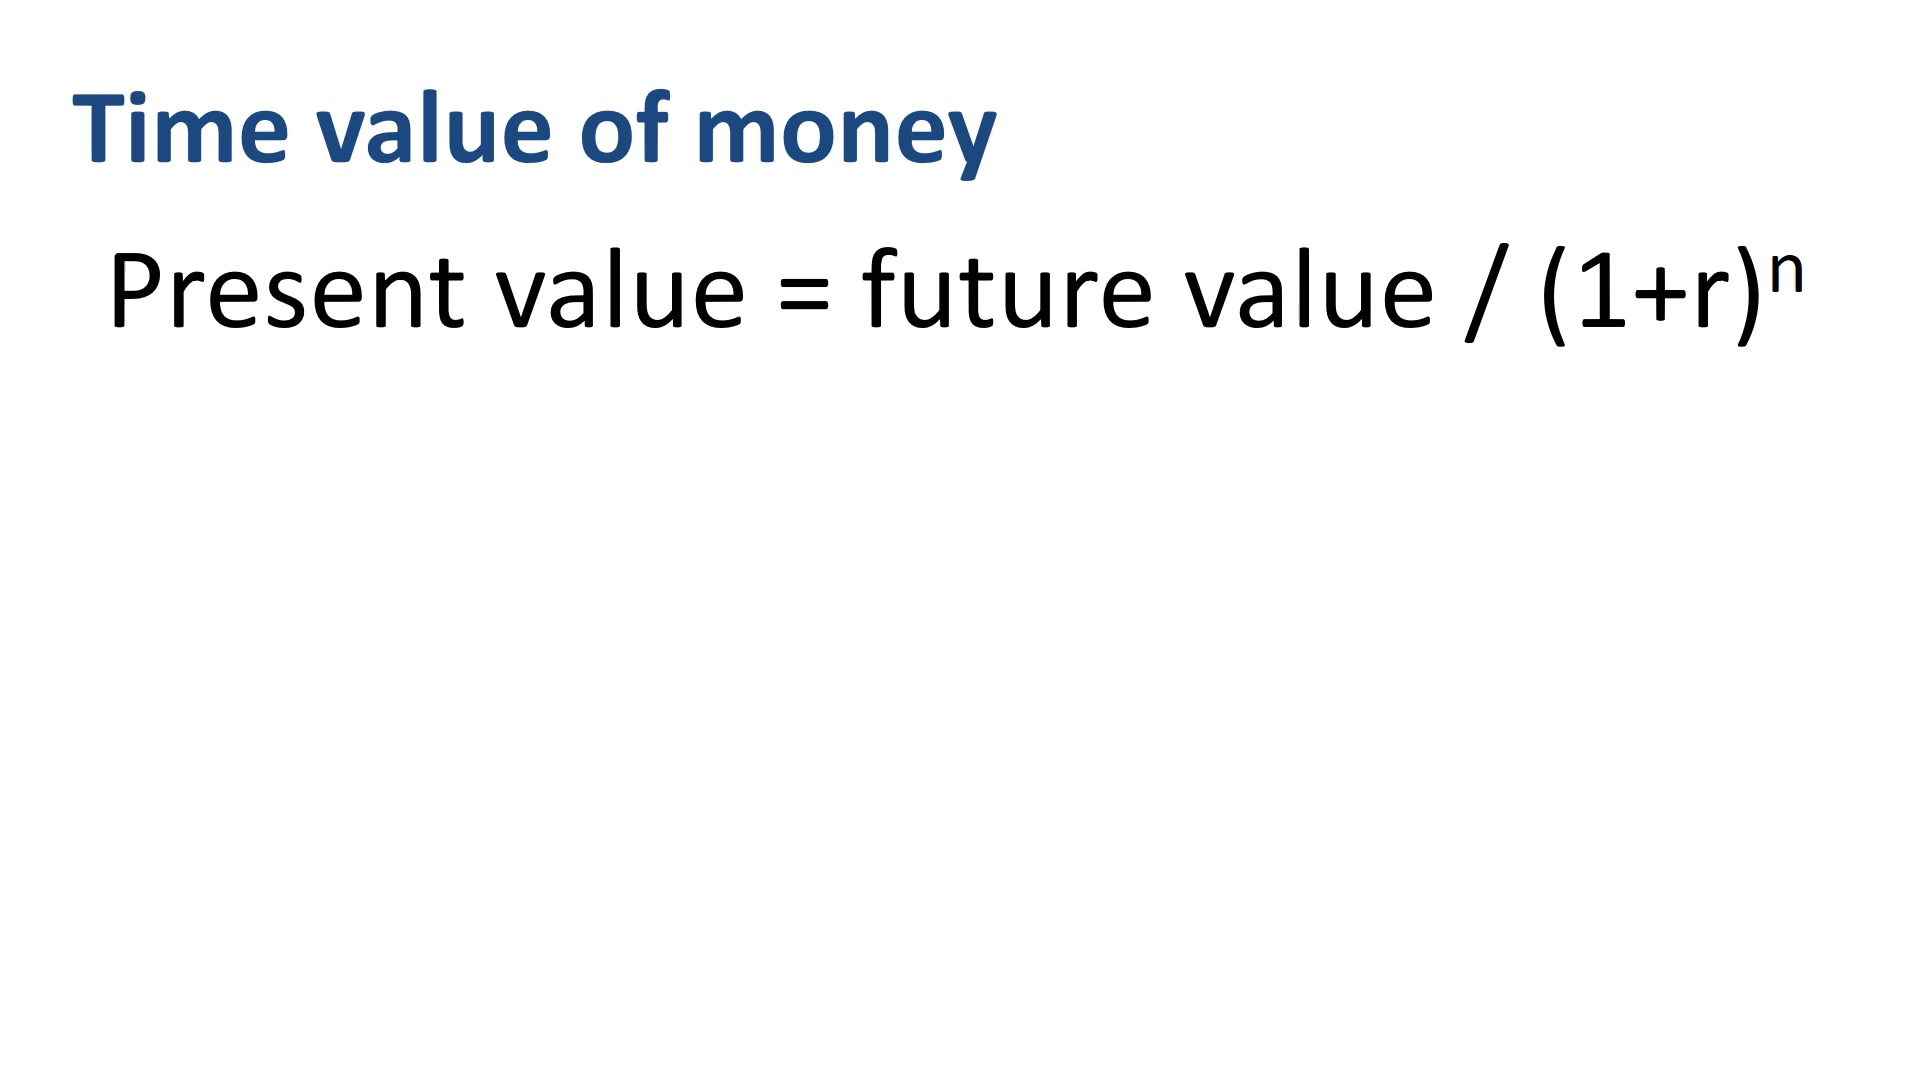 Time value of money
Present value = future value / (1+r)ⁿ